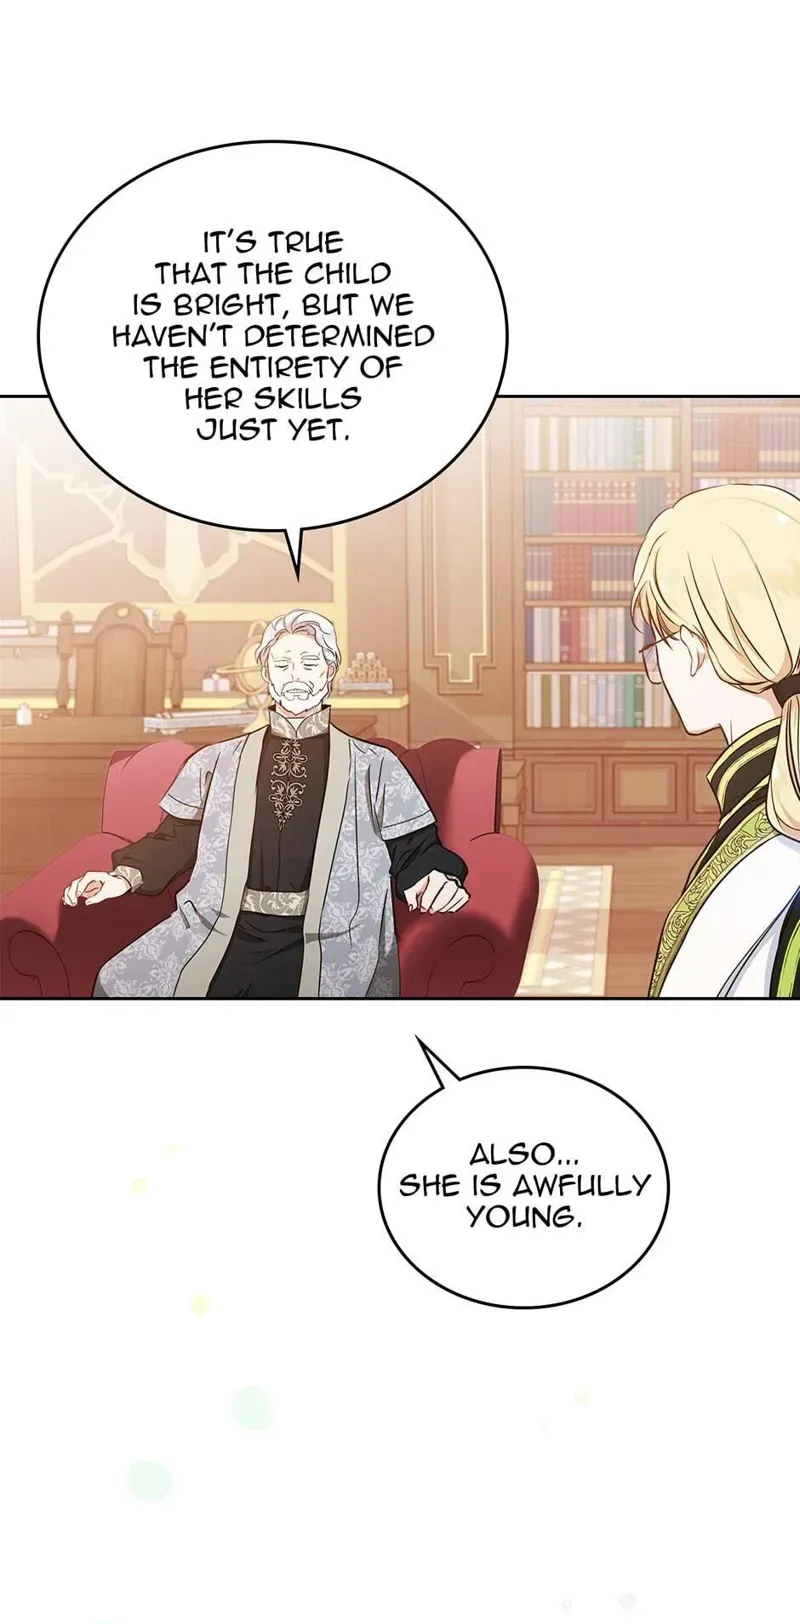 IT'S TRUE
THAT THE CHILD
IS BRIGHT, BUT WE
HAVEN'T DETERMINED
THE ENTIRETY OF
HER SKILLS
JUST YET.
ALSO...
SHE IS AWFULLY
YOUNG.